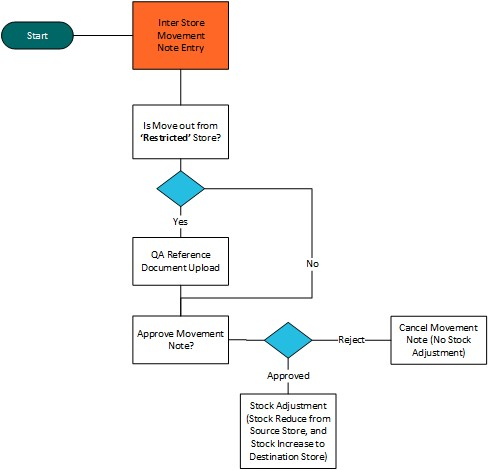 Start
Inter Store
Movement
Note Entry
Is Move out from
‘Restricted’ Store?
Yes
No
QA Reference
Document Upload
Approve Movement
Note?
Reject
Cancel Movement
Note (No Stock
Adjustment)
Approved
Stock Adjustment
(Stock Reduce from
Source Store, and
Stock Increase to
Destination Store)